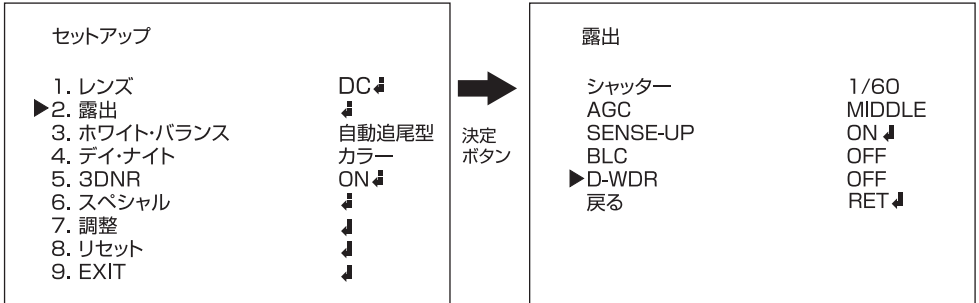 セットアップ
1. レンズ DC↲
▶2. 露出 ↲
3. ホワイト・バランス 自動追尾型
4. デイ・ナイト カラー
5. 3DNR ON↲
6. スペシャル ↲
7. 調整 ↲
8. リセット ↲
9. EXIT ↲
決定
ボタン
露出
シャッター 1/60
AGC MIDDLE
SENSE-UP ON↲
BLC OFF
▶D-WDR OFF
戻る RET↲